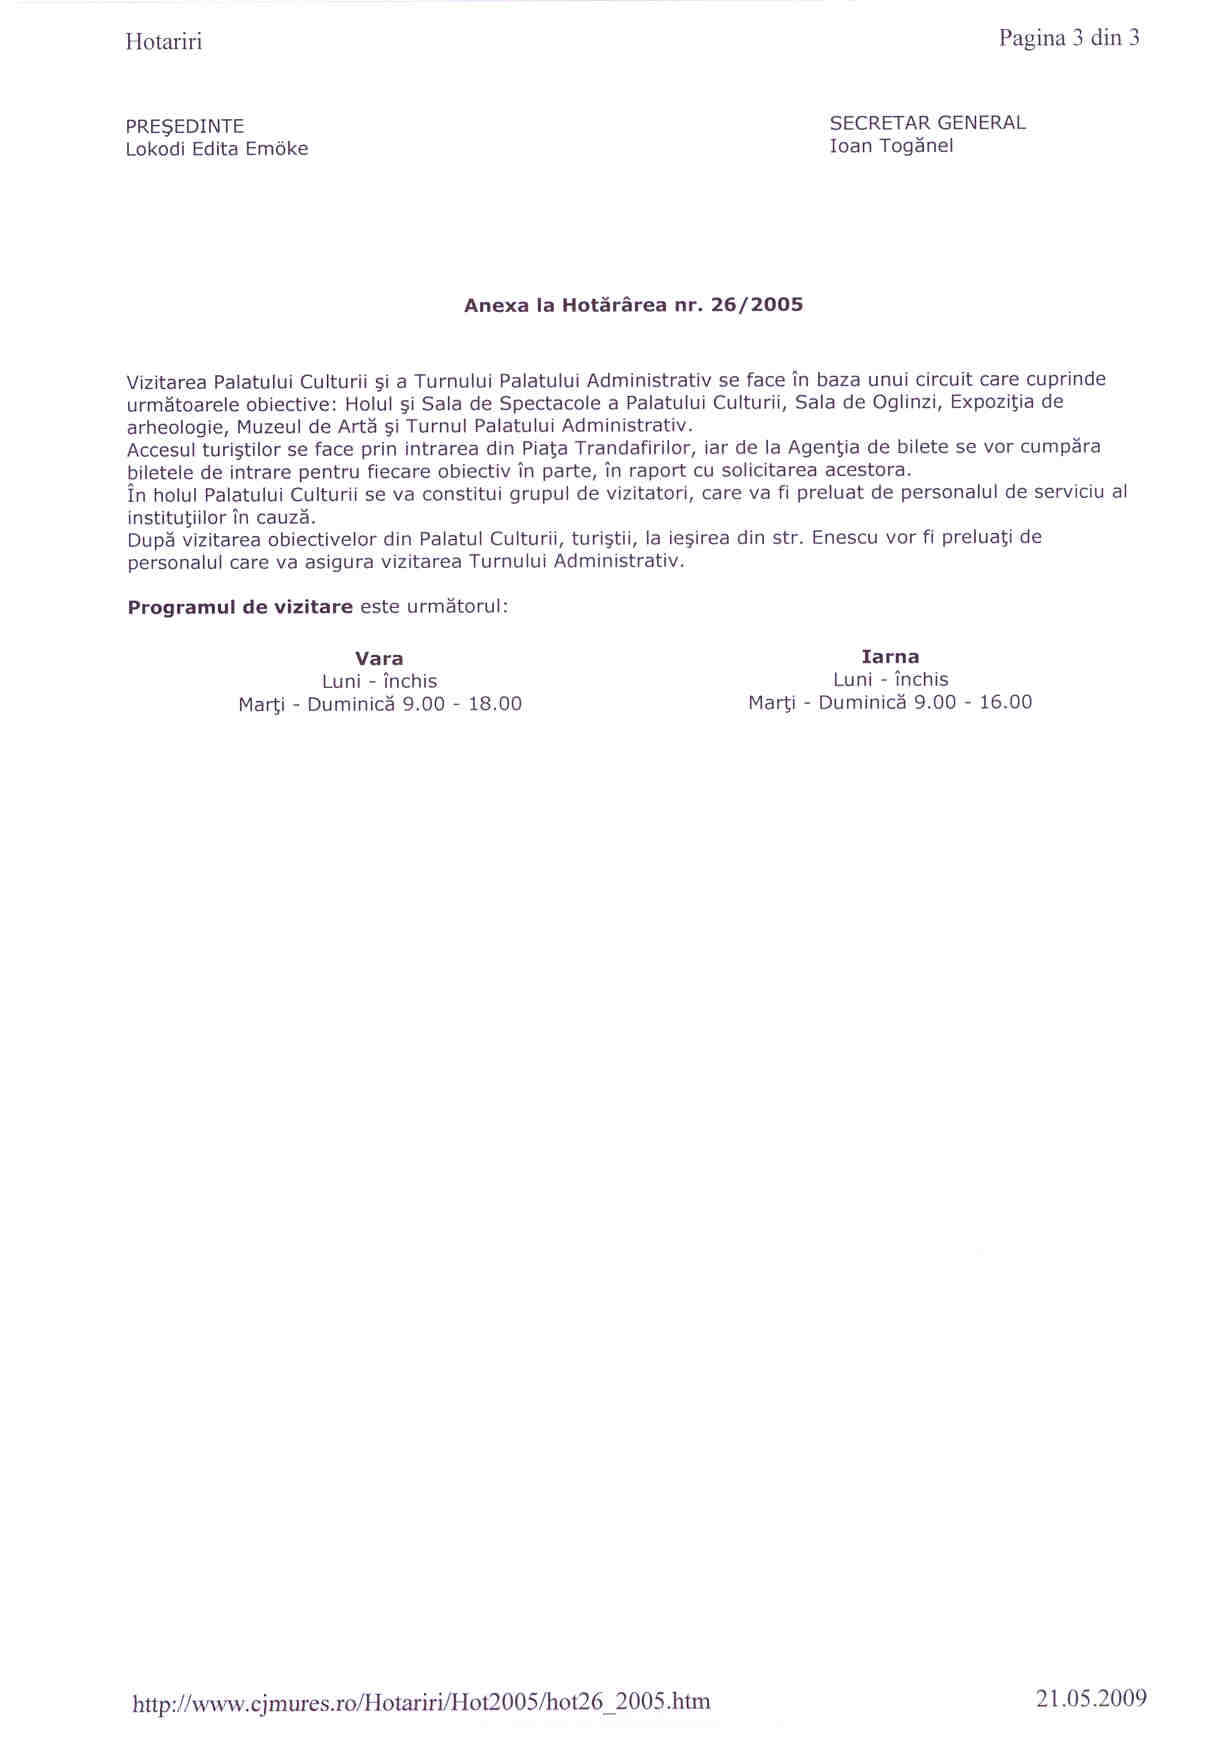 Hotariri
Pagina 3 din 3
PREŞEDINTE
Lokodi Edita Emöke
SECRETAR GENERAL
Ioan Togănel
Anexa la Hotărârea nr. 26/2005
Vizitarea Palatului Culturii şi a Turnului Palatului Administrativ se face în baza unui circuit care cuprinde
următoarele obiective: Holul şi Sala de Spectacole a Palatului Culturii, Sala de Oglinzi, Expoziţia de
arheologie, Muzeul de Artă şi Turnul Palatului Administrativ.
Accesul turiştilor se face prin intrarea din Piaţa Trandafirilor, iar de la Agenţia de bilete se vor cumpăra
biletele de intrare pentru fiecare obiectiv în parte, în raport cu solicitarea acestora.
În holul Palatului Culturii se va constitui grupul de vizitatori, care va fi preluat de personalul de serviciu al
instituţiilor în cauză.
După vizitarea obiectivelor din Palatul Culturii, turiştii, la ieşirea din str. Enescu vor fi preluaţi de
personalul care va asigura vizitarea Turnului Administrativ.
Programul de vizitare este următorul:
Vara
Luni - închis
Marţi - Duminică 9.00 - 18.00
Iarna
Luni - închis
Marţi - Duminică 9.00 - 16.00
http://www.cjmures.ro/Hotariri/Hot2005/hot26_2005.htm
21.05.2009